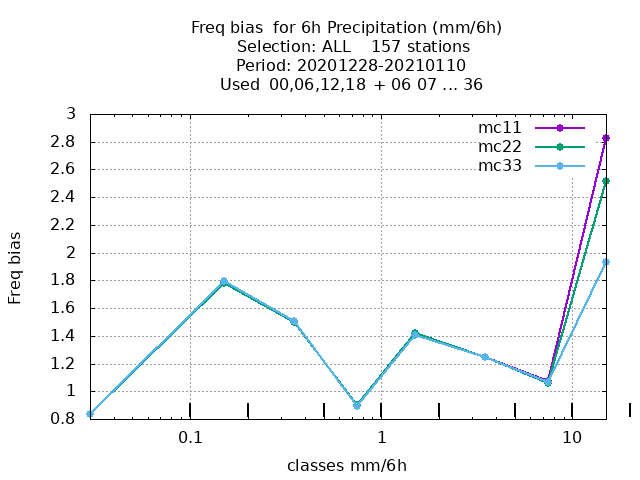 Freq bias  for 6h Precipitation (mm/6h)
Selection: ALL    157 stations
Period: 20201228-20210110
Used  00,06,12,18  + 06 07 ... 36
3
2.8
2.6
2.4
2.2
2
1.8
1.6
1.4
1.2
1
0.8
mc11
mc22
mc33
Freq bias
0.1
1
10
classes mm/6h